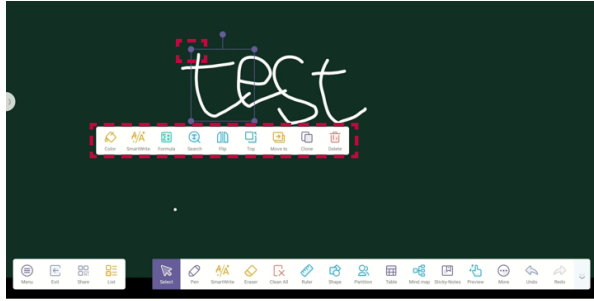 test
Color SmartWrite Formula Search Flip Top Move to Clone Delete
Menu Exit Share List Select Pen SmartWrite Eraser Clean All Ruler Shape Partition Table Mind map Sticky-Notes Preview More Undo Redo